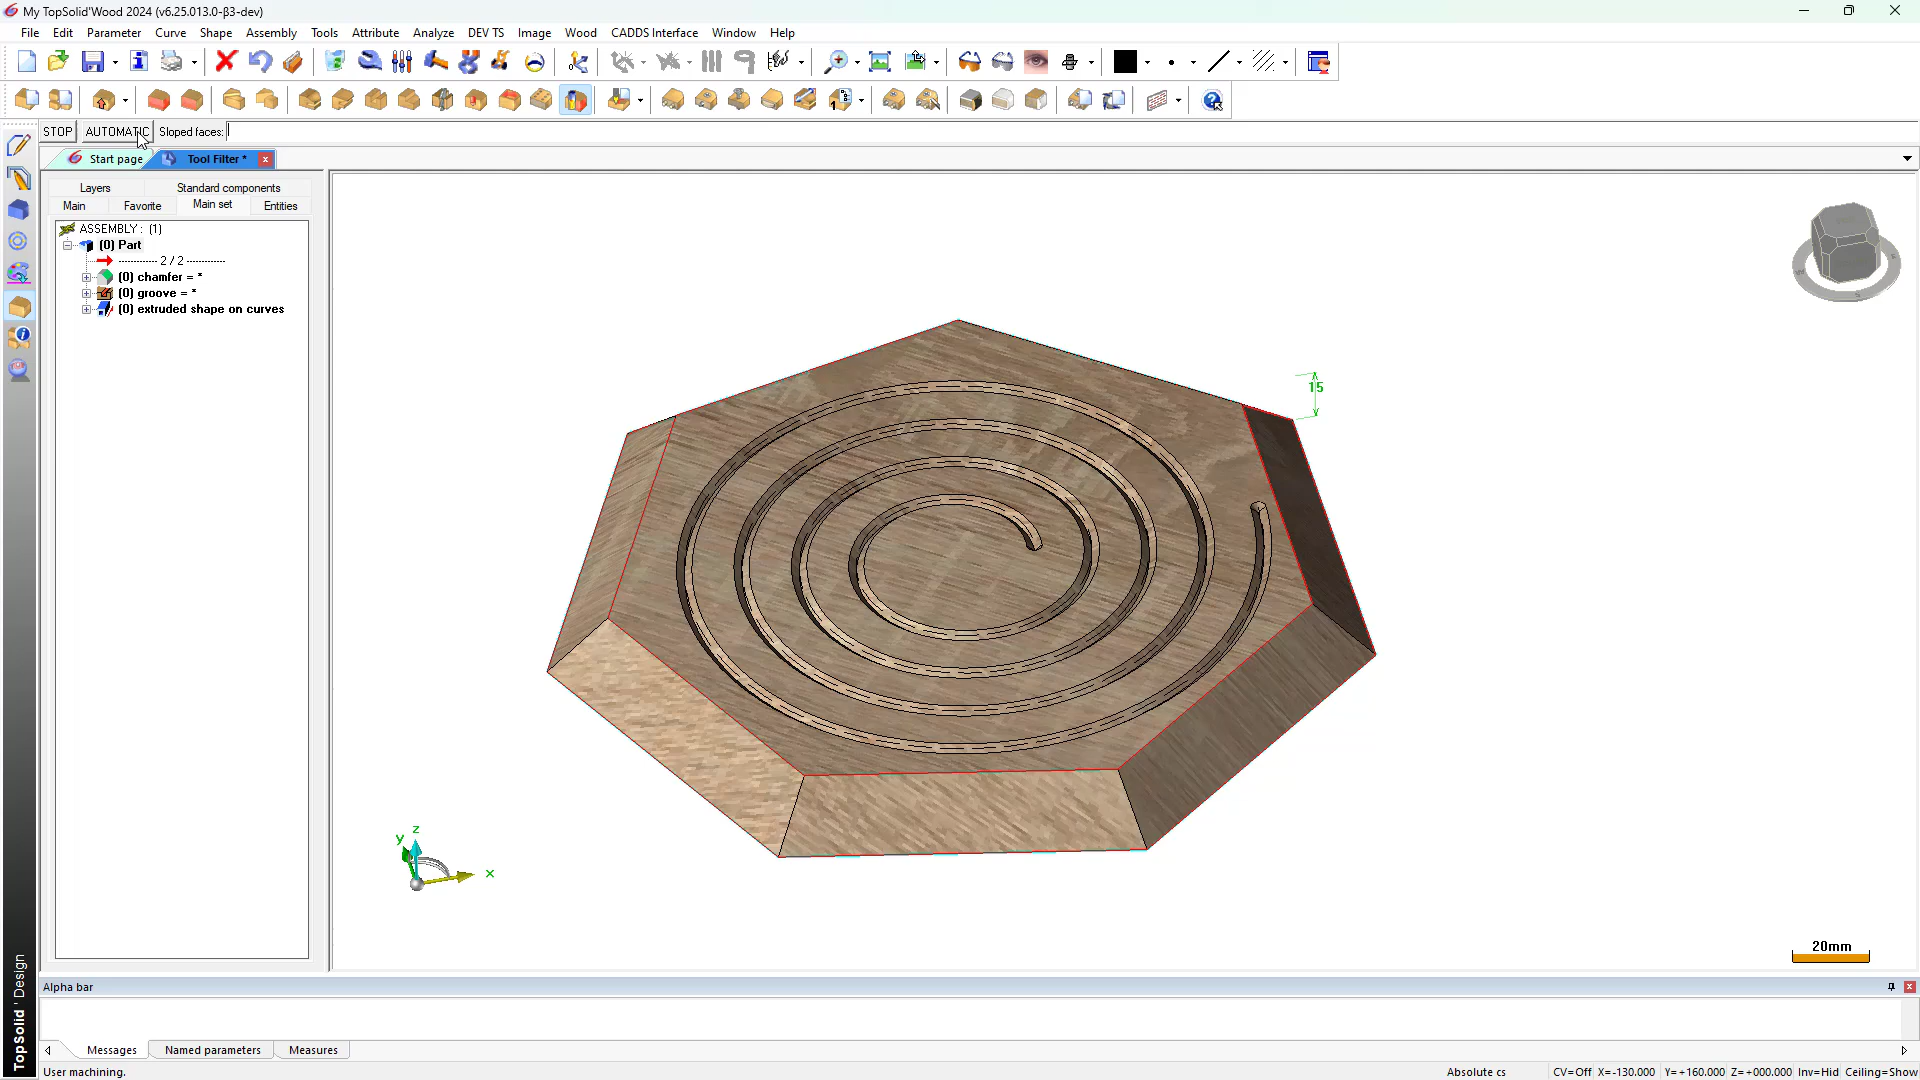 My TopSolid'Wood 2024 (v6.25.013.0-β3-dev)
File Edit Parameter Curve Shape Assembly Tools Attribute Analyze DEV TS Image Wood CADDS Interface Window Help
STOP AUTOMATIC Sloped faces:
Start page Tool Filter *
Layers Standard components
Main Favorite Main set Entities
ASSEMBLY : (1)
(0) Part
------------ 2 / 2 ------------
(0) chamfer = *
(0) groove = *
(0) extruded shape on curves
15
z
y
x
20mm
TopSolid ' Design
Alpha bar
Messages Named parameters Measures
User machining. Absolute cs CV=Off X=-130.000 Y=+160.000 Z=+000.000 Inv=Hid Ceiling=Show